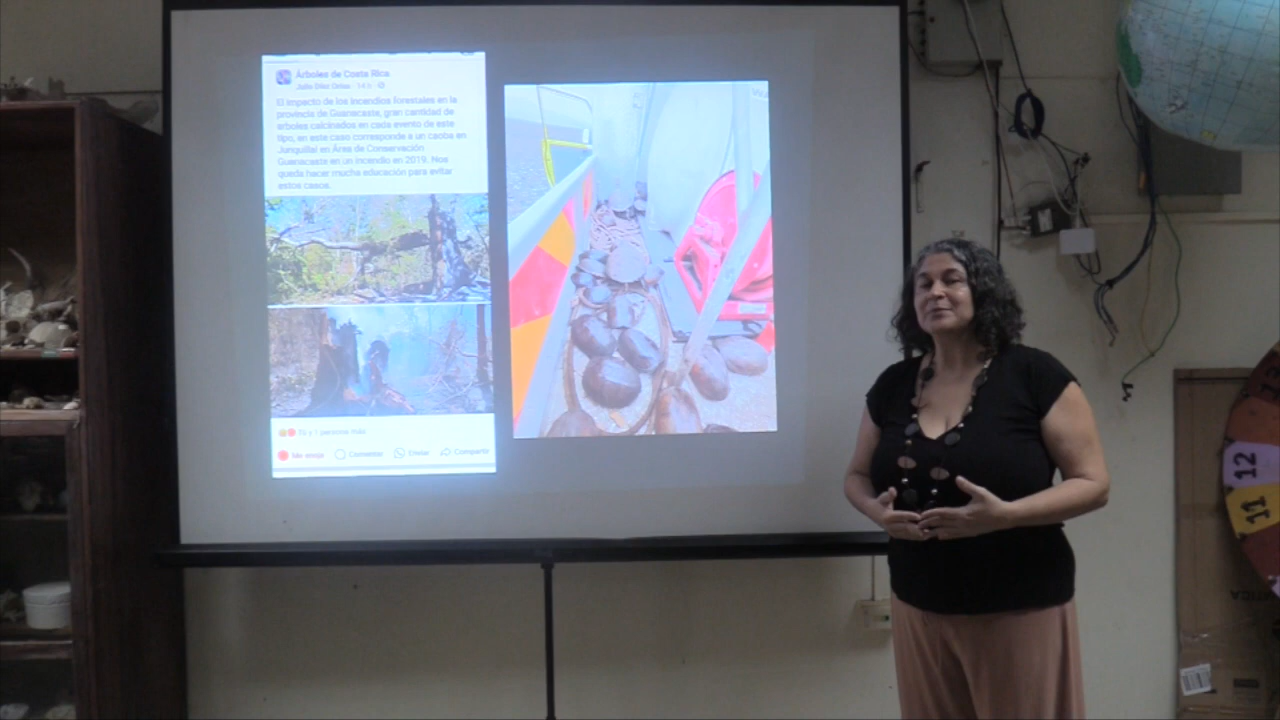 Árboles de Costa Rica
El impacto de los incendios forestales en la
provincia de Guanacaste, gran cantidad de
arboles calcinados en cada evento de este
tipo, en este caso corresponde a un caoba en
Junquillal en Área de Conservación
Guanacaste en un incendio en 2019. Nos
queda hacer mucha educación para evitar
estos casos.
Me enoja Comentar Enviar Compartir
12
11